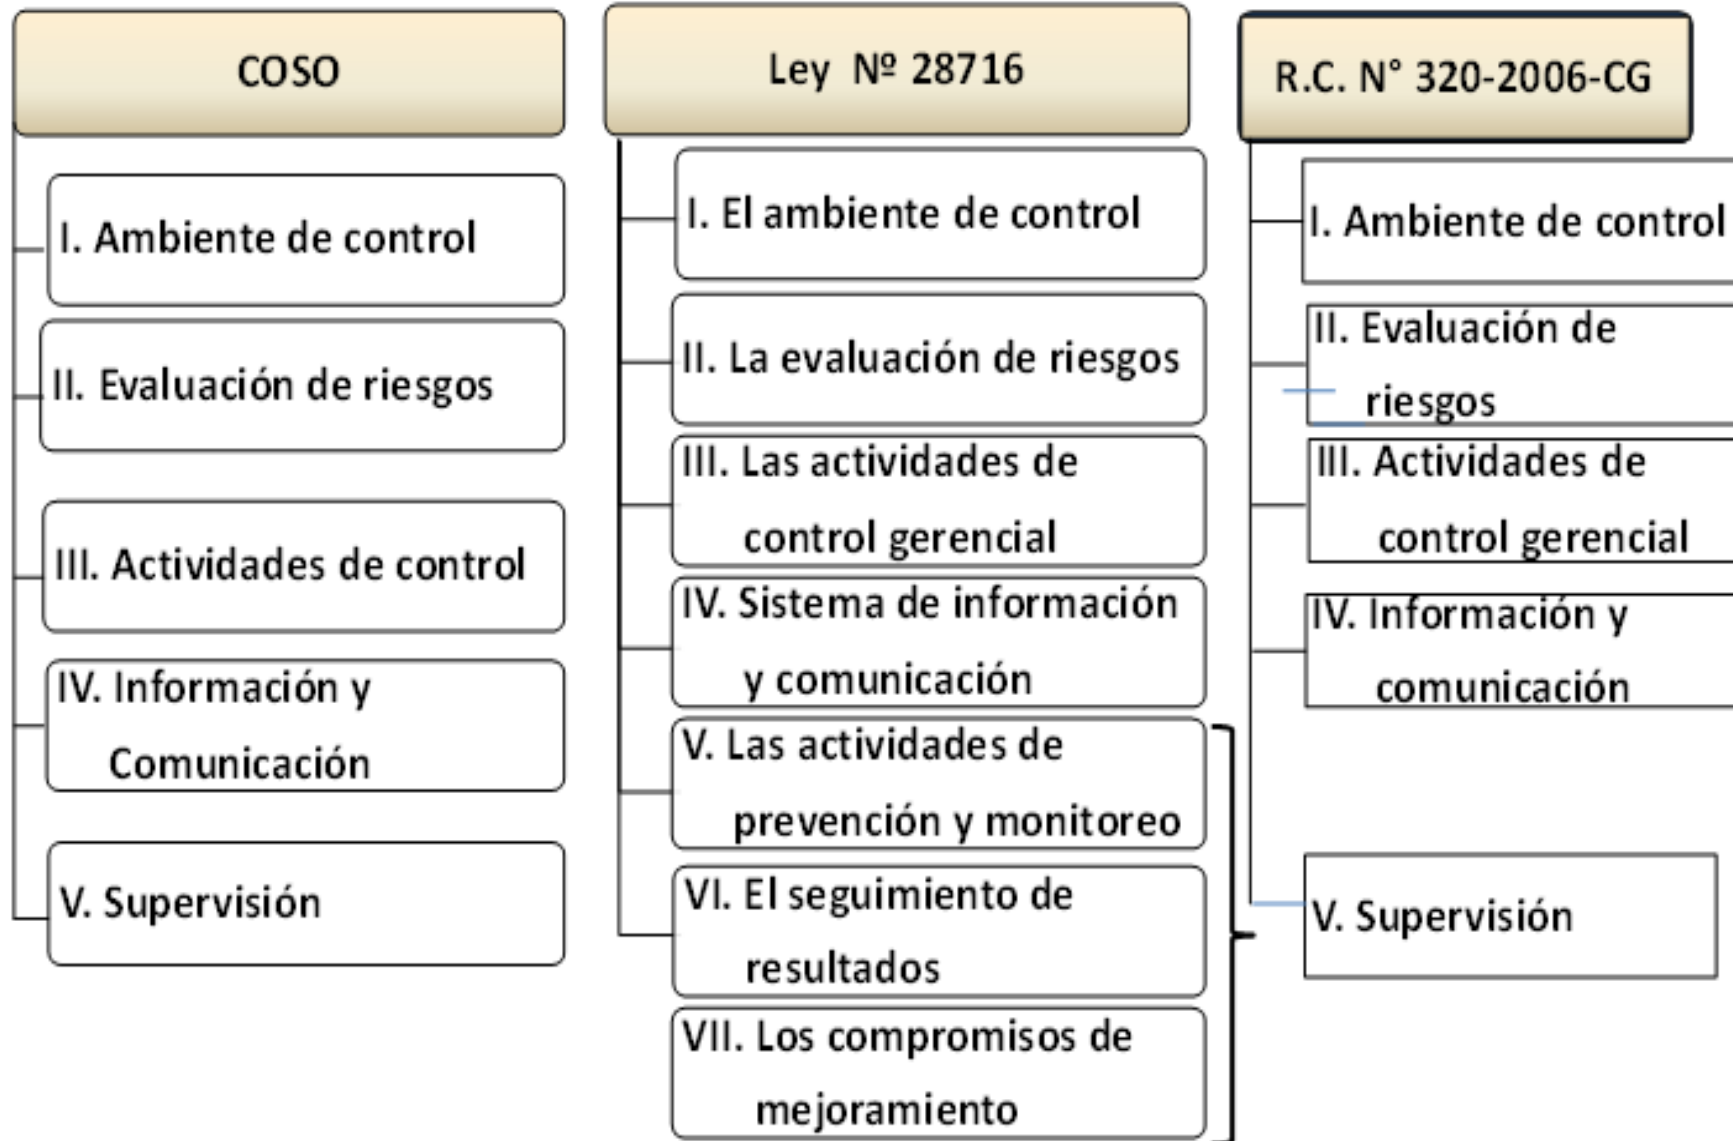 COSO
I. Ambiente de control
II. Evaluación de riesgos
III. Actividades de control
IV. Información y
Comunicación
V. Supervisión
Ley Nº 28716
I. El ambiente de control
II. La evaluación de riesgos
III. Las actividades de
control gerencial
IV. Sistema de información
y comunicación
V. Las actividades de
prevención y monitoreo
VI. El seguimiento de
resultados
VII. Los compromisos de
mejoramiento
R.C. N° 320-2006-CG
I. Ambiente de control
II. Evaluación de
riesgos
III. Actividades de
control gerencial
IV. Información y
comunicación
V. Supervisión